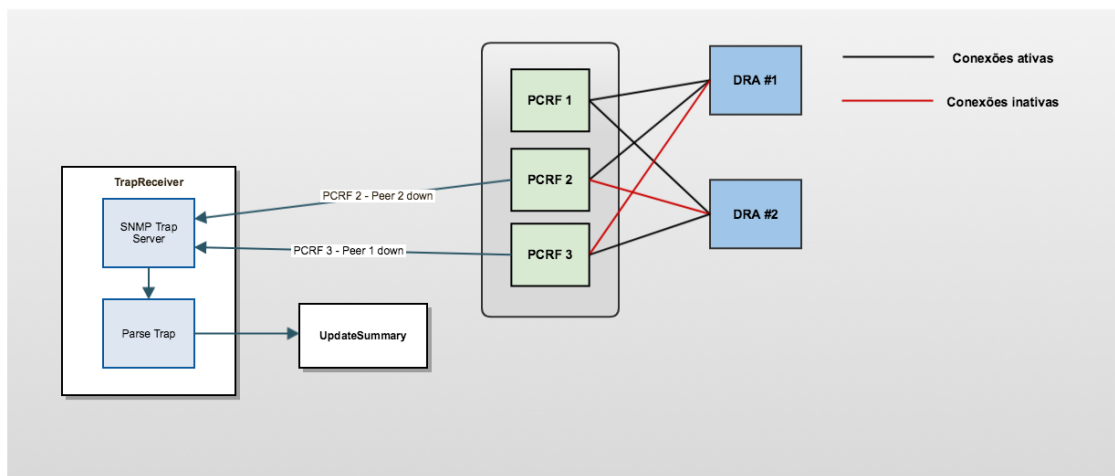 PCRF 1
DRA #1
Conexões ativas
Conexões inativas
TrapReceiver
PCRF 2 - Peer 2 down
PCRF 2
DRA #2
SNMP Trap
Server
PCRF 3 - Peer 1 down
PCRF 3
Parse Trap
UpdateSummary